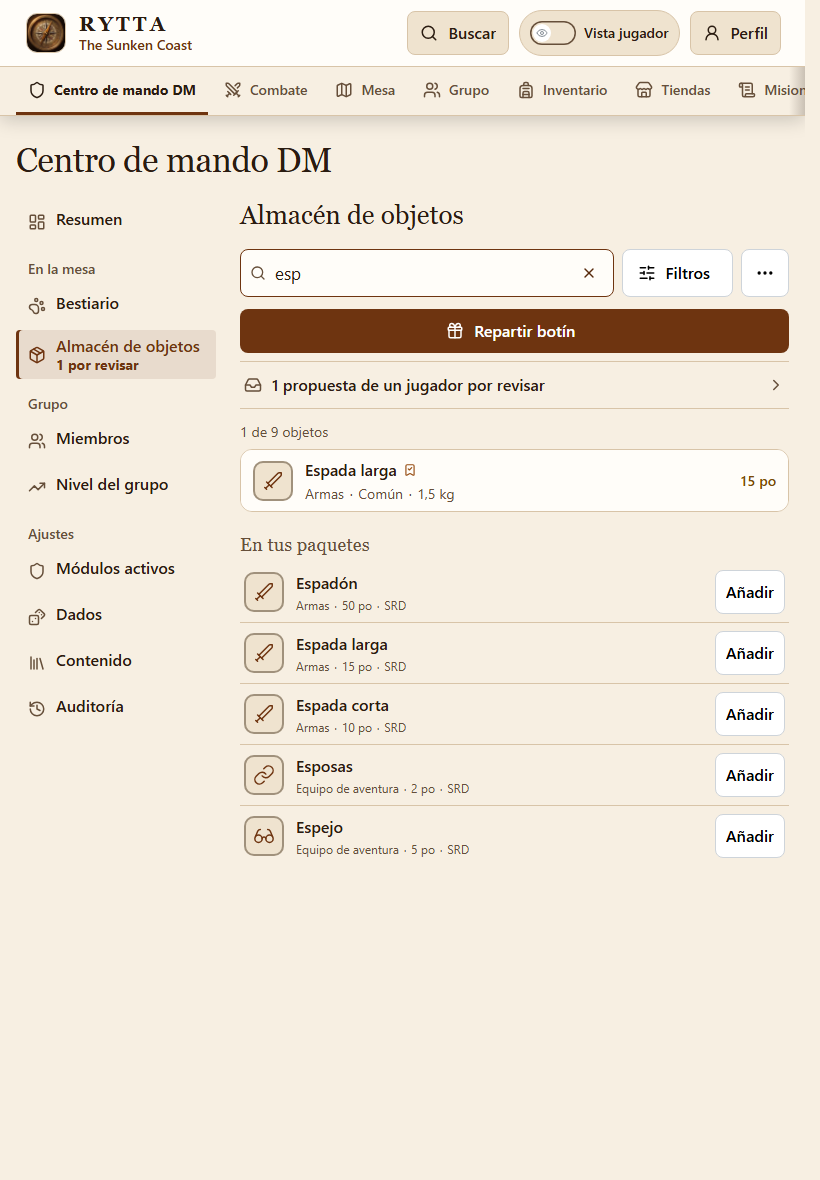 RYTTA
The Sunken Coast
Buscar
Vista jugador
Perfil
Centro de mando DM
Combate
Mesa
Grupo
Inventario
Tiendas
Mision
Centro de mando DM
Resumen
En la mesa
Bestiario
Almacén de objetos
1 por revisar
Grupo
Miembros
Nivel del grupo
Ajustes
Módulos activos
Dados
Contenido
Auditoría
Almacén de objetos
esp
Filtros
Repartir botín
1 propuesta de un jugador por revisar
1 de 9 objetos
Espada larga
Armas · Común · 1,5 kg
15 po
En tus paquetes
Espadón
Armas · 50 po · SRD
Añadir
Espada larga
Armas · 15 po · SRD
Añadir
Espada corta
Armas · 10 po · SRD
Añadir
Esposas
Equipo de aventura · 2 po · SRD
Añadir
Espejo
Equipo de aventura · 5 po · SRD
Añadir